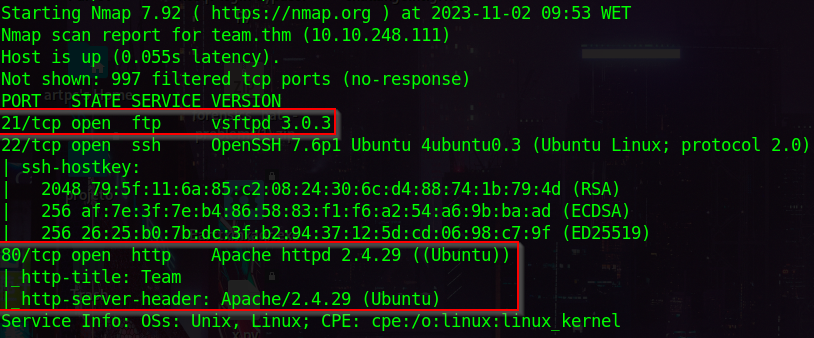 Starting Nmap 7.92 ( https://nmap.org ) at 2023-11-02 09:53 WET
Nmap scan report for team.thm (10.10.248.111)
Host is up (0.055s latency).
Not shown: 997 filtered tcp ports (no-response)
PORT   STATE SERVICE VERSION
21/tcp open  ftp     vsftpd 3.0.3
22/tcp open  ssh     OpenSSH 7.6p1 Ubuntu 4ubuntu0.3 (Ubuntu Linux; protocol 2.0)
| ssh-hostkey:
|   2048 79:5f:11:6a:85:c2:08:24:30:6c:d4:88:74:1b:79:4d (RSA)
|   256 af:7e:3f:7e:b4:86:58:83:f1:f6:a2:54:a6:9b:ba:ad (ECDSA)
|   256 26:25:b0:7b:dc:3f:b2:94:37:12:5d:cd:06:98:c7:9f (ED25519)
80/tcp open  http    Apache httpd 2.4.29 ((Ubuntu))
|_http-title: Team
|_http-server-header: Apache/2.4.29 (Ubuntu)
Service Info: OSs: Unix, Linux; CPE: cpe:/o:linux:linux_kernel